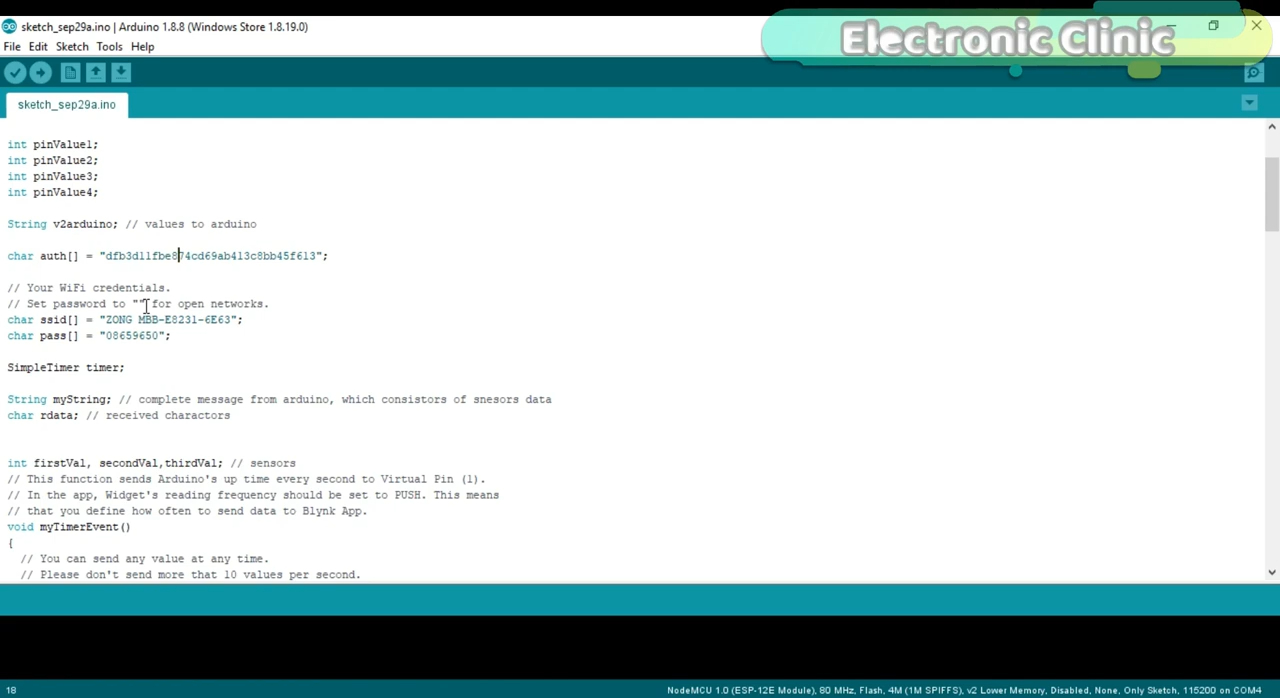 sketch_sep29a.ino | Arduino 1.8.8 (Windows Store 1.8.19.0)
Electronic Clinic
File Edit Sketch Tools Help
sketch_sep29a.ino
int pinValue1;
int pinValue2;
int pinValue3;
int pinValue4;
String v2arduino; // values to arduino
char auth[] = "dfb3d11fbe874cd69ab413c8bb45f613";
// Your WiFi credentials.
// Set password to "" for open networks.
char ssid[] = "ZONG MBB-E8231-6E63";
char pass[] = "08659650";
SimpleTimer timer;
String myString; // complete message from arduino, which consistors of snesors data
char rdata; // received charactors
int firstVal, secondVal,thirdVal; // sensors
// This function sends Arduino's up time every second to Virtual Pin (1).
// In the app, Widget's reading frequency should be set to PUSH. This means
// that you define how often to send data to Blynk App.
void myTimerEvent()
{
// You can send any value at any time.
// Please don't send more that 10 values per second.
18
NodeMCU 1.0 (ESP-12E Module), 80 MHz, Flash, 4M (1M SPIFFS), v2 Lower Memory, Disabled, None, Only Sketch, 115200 on COM4